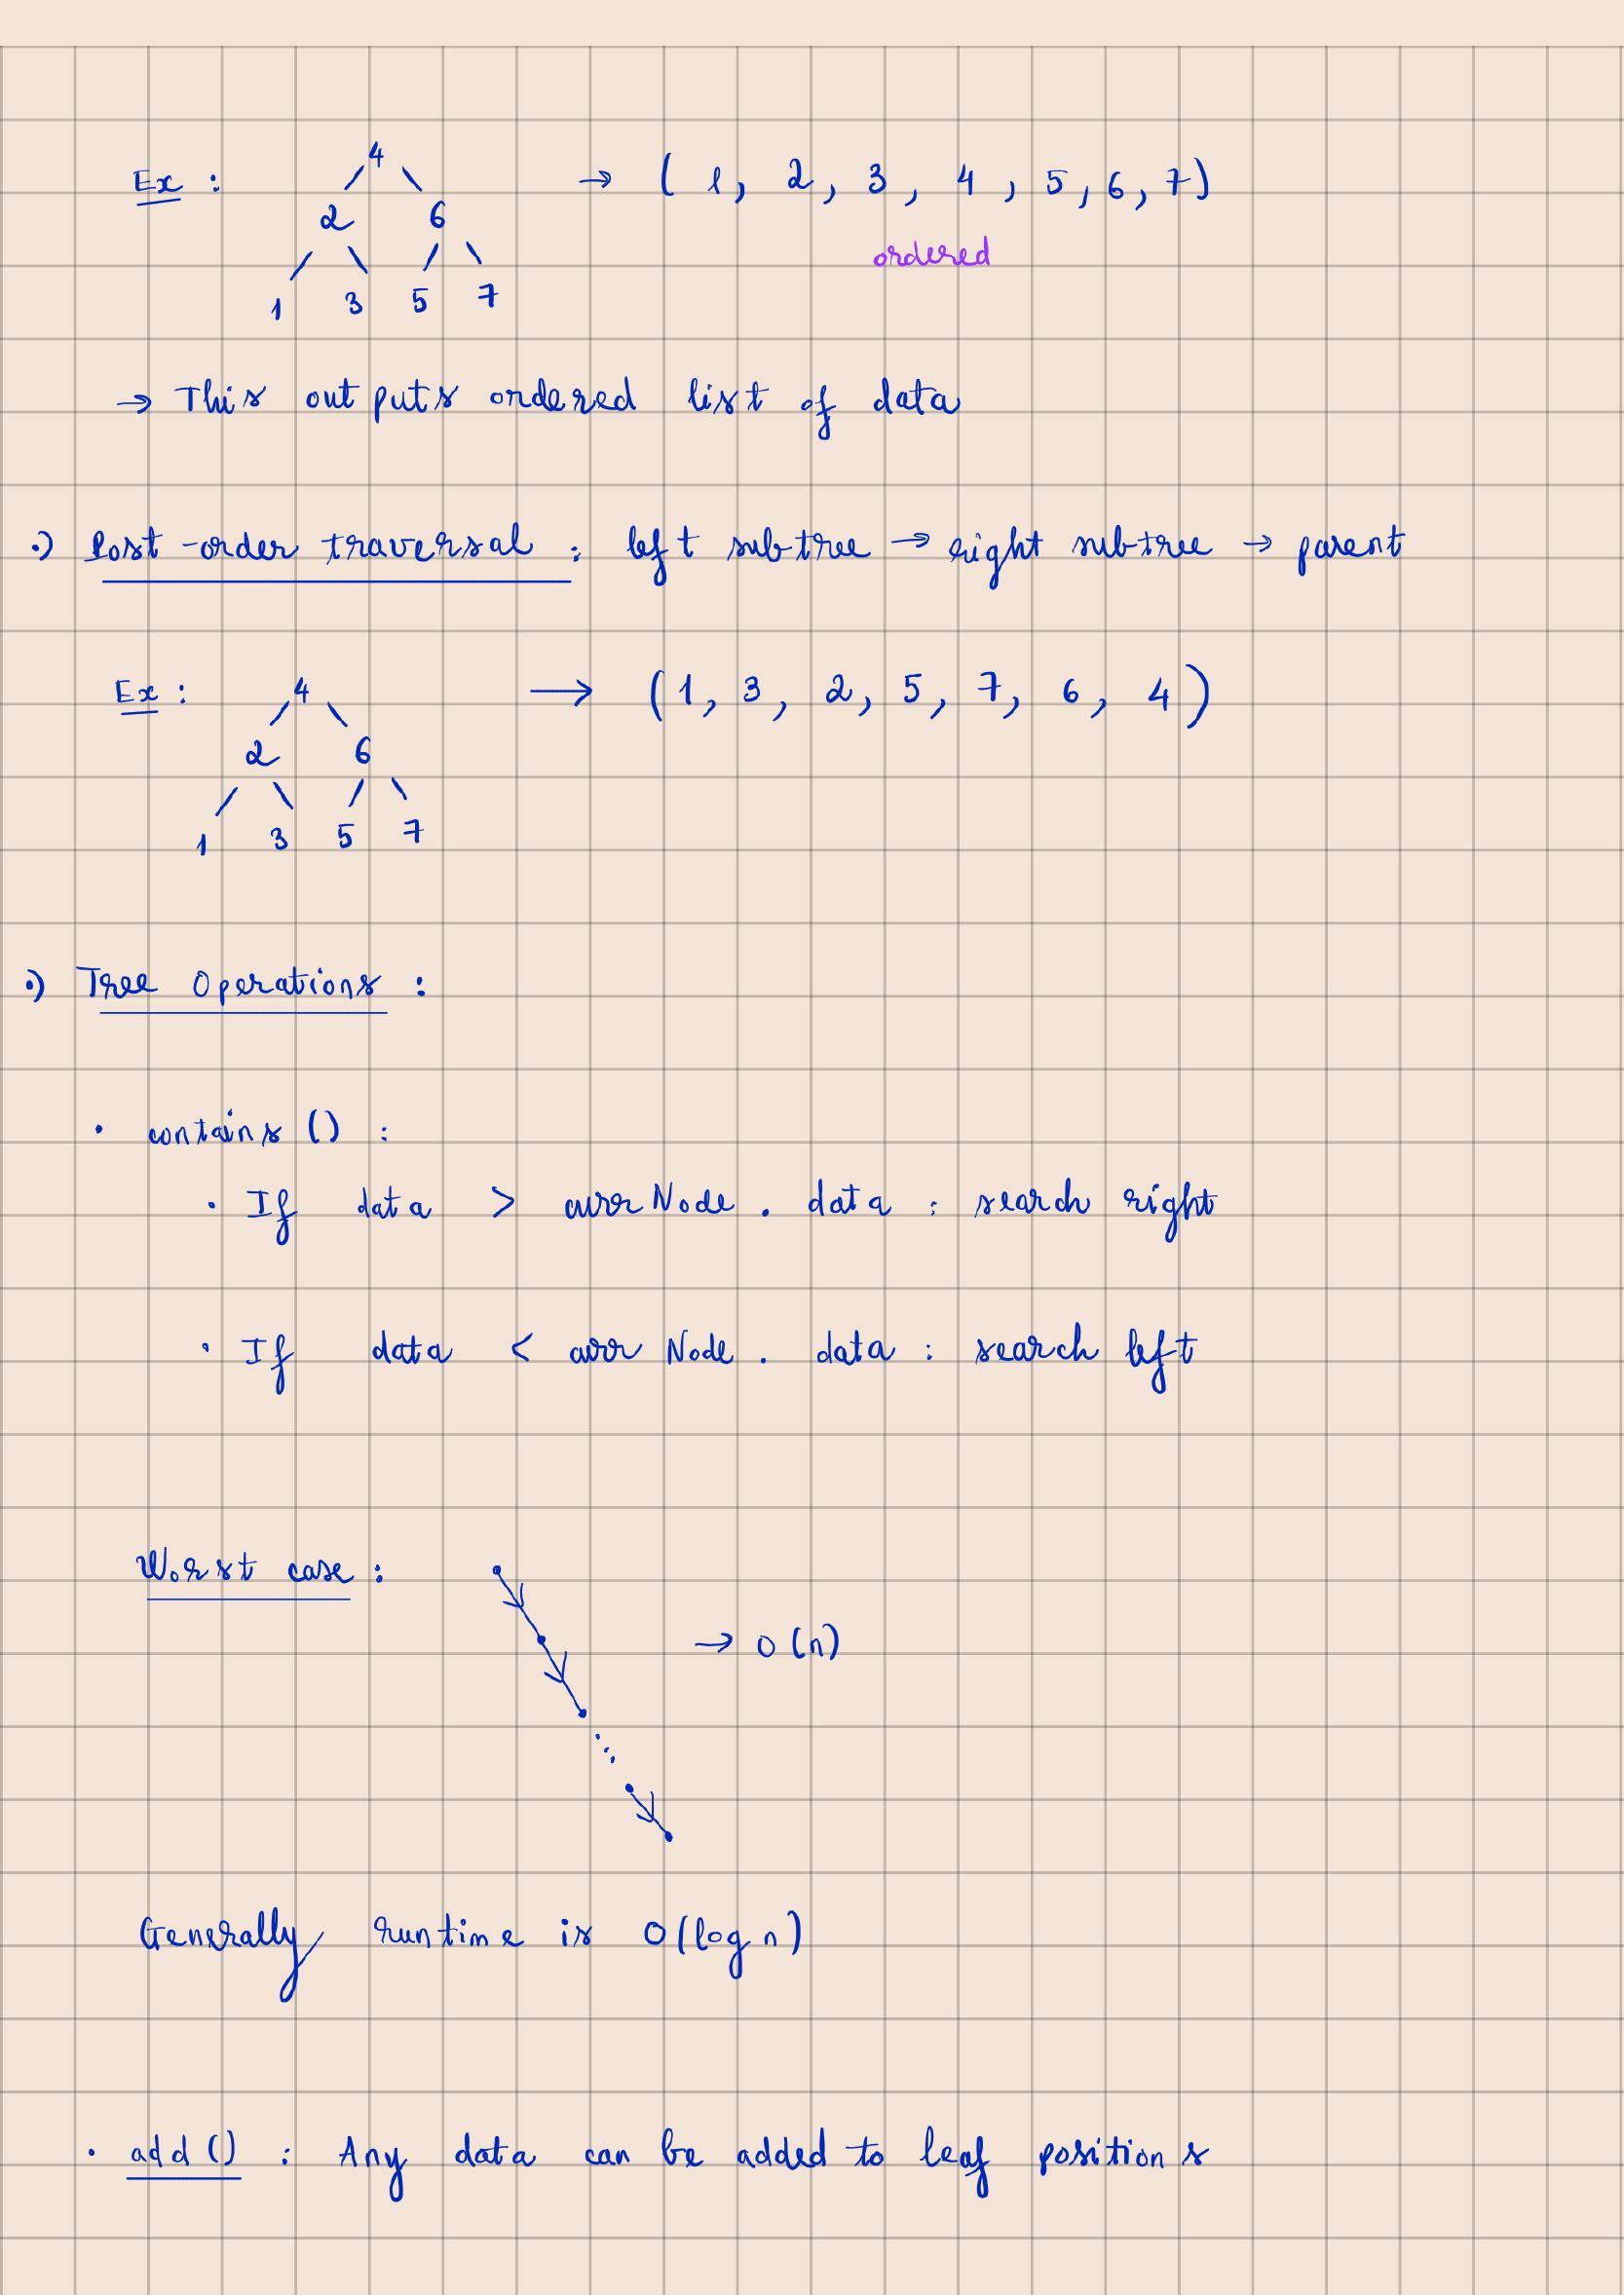 Ex : 4 → ( 1, 2, 3, 4, 5, 6, 7)
2 6
ordered
1 3 5 7
→ This outputs ordered list of data
•) Post-order traversal : left subtree → right subtree → parent
Ex : 4 → (1, 3, 2, 5, 7, 6, 4)
2 6
1 3 5 7
•) Tree Operations :
• contains () :
• If data > currNode . data : search right
• If data < curr Node . data : search left
Worst case :
→ O(n)
Generally runtime is O(log n)
• add () : Any data can be added to leaf positions